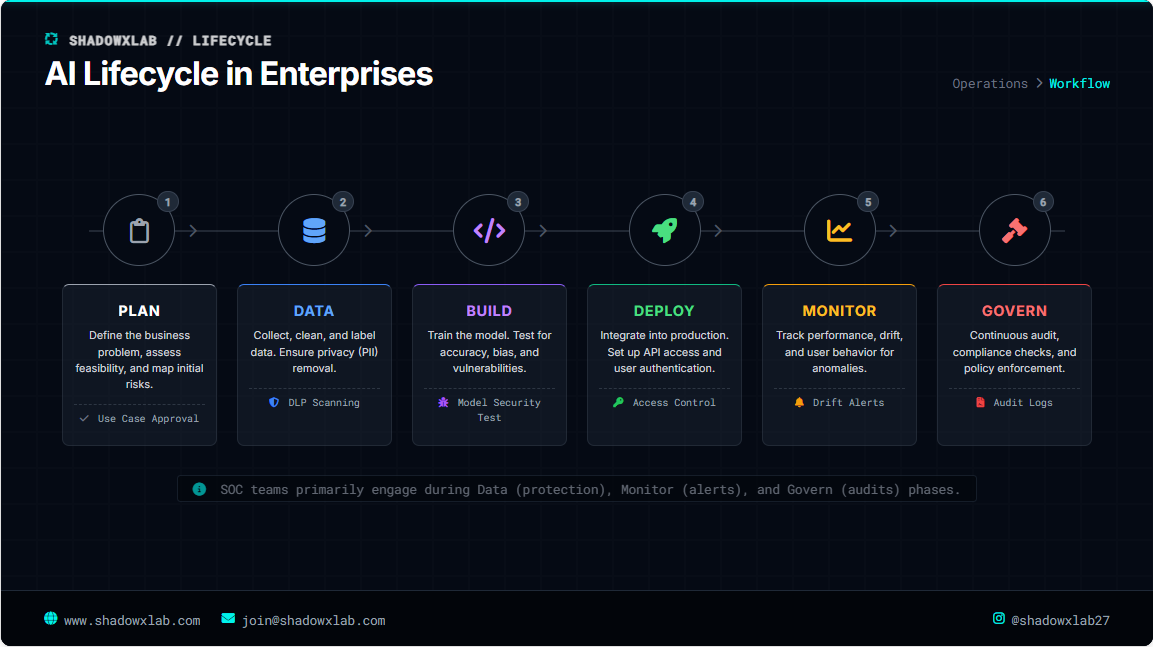 SHADOWXLAB // LIFECYCLE
AI Lifecycle in Enterprises
Operations > Workflow
1
2
3
4
5
6
PLAN
Define the business
problem, assess
feasibility, and map initial
risks.
Use Case Approval
DATA
Collect, clean, and label
data. Ensure privacy (PII)
removal.
DLP Scanning
BUILD
Train the model. Test for
accuracy, bias, and
vulnerabilities.
Model Security
Test
DEPLOY
Integrate into production.
Set up API access and
user authentication.
Access Control
MONITOR
Track performance, drift,
and user behavior for
anomalies.
Drift Alerts
GOVERN
Continuous audit,
compliance checks, and
policy enforcement.
Audit Logs
SOC teams primarily engage during Data (protection), Monitor (alerts), and Govern (audits) phases.
www.shadowxlab.com
join@shadowxlab.com
@shadowxlab27